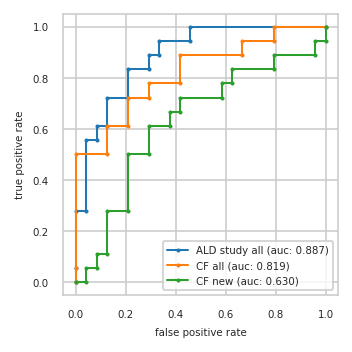 1.0
0.8
0.6
0.4
0.2
0.0
true positive rate
ALD study all (auc: 0.887)
CF all (auc: 0.819)
CF new (auc: 0.630)
0.0 0.2 0.4 0.6 0.8 1.0
false positive rate